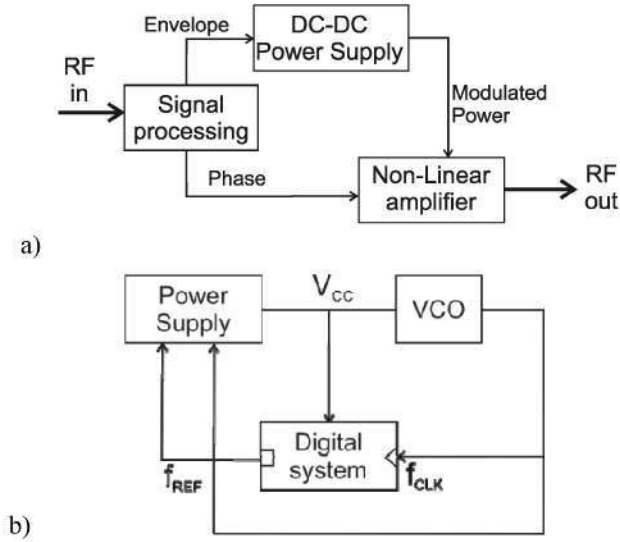 Envelope
DC-DC
Power Supply
RF
in
Signal
processing
Modulated
Power
Phase
Non-Linear
amplifier
RF
out
a)
Power
Supply
VCC
VCO
Digital
system
fREF
fCLK
b)